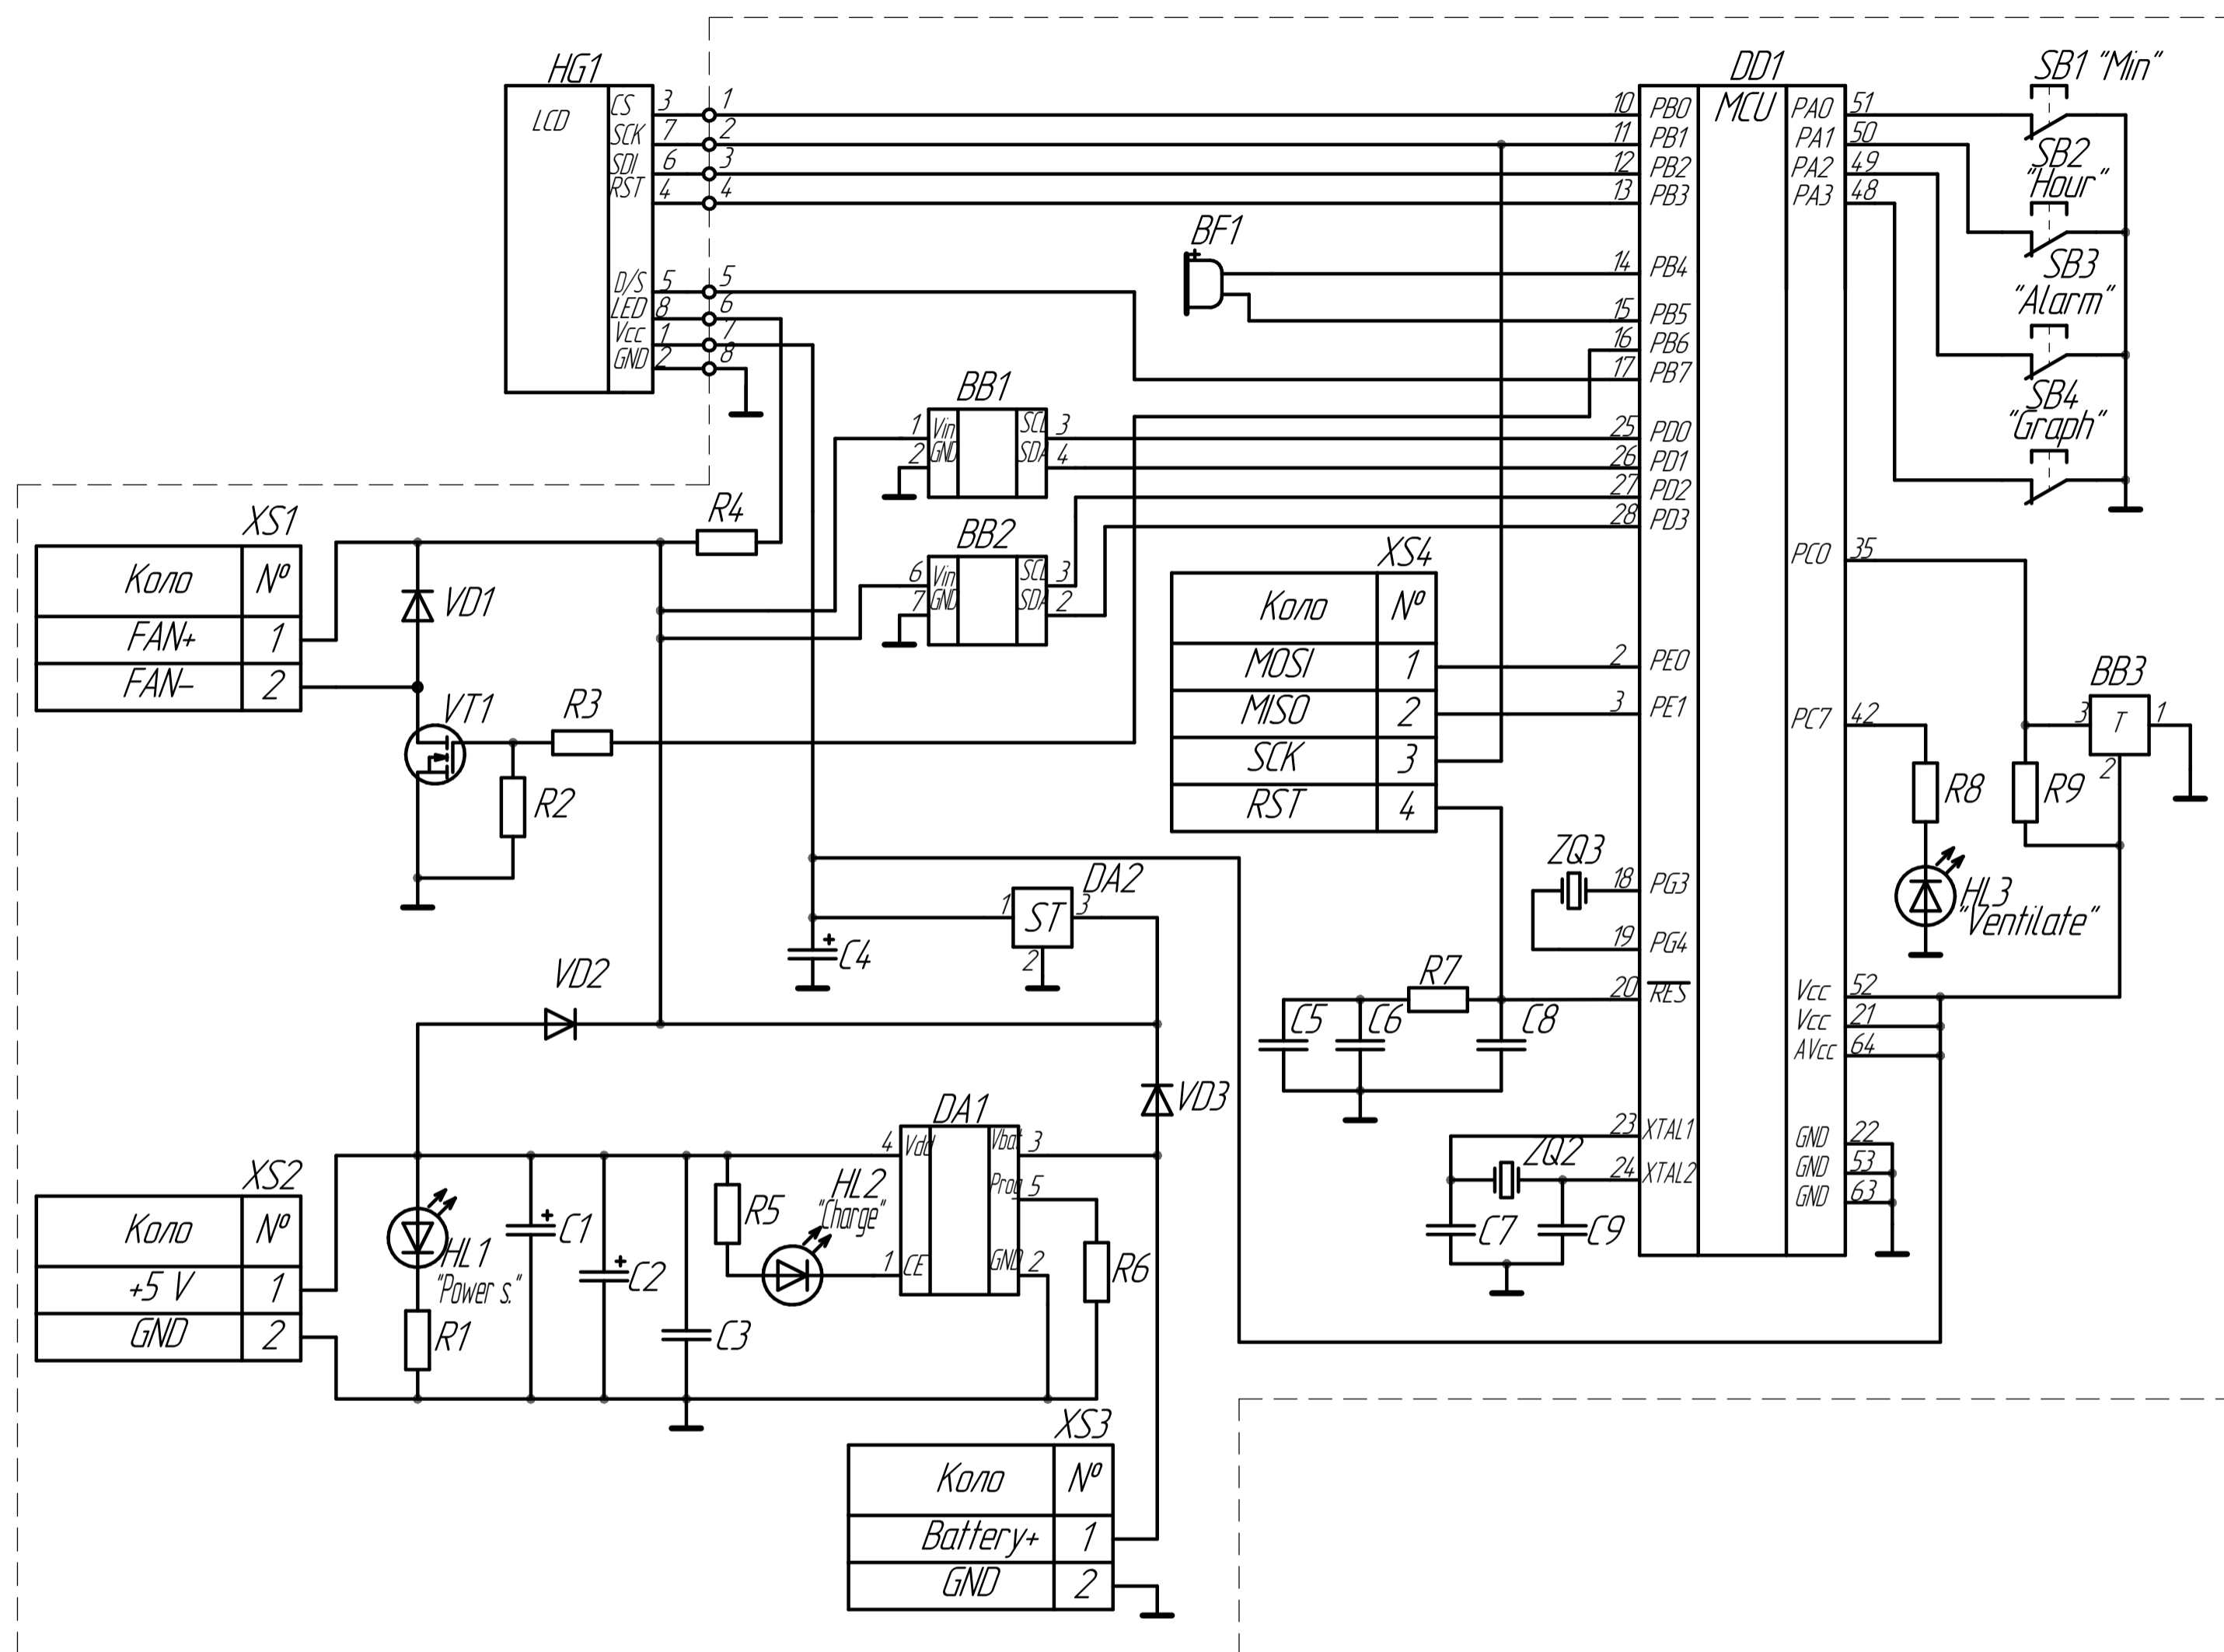 HG1
LCD
CS 3 1
SCK 7 2
SDI 6 3
RST 4 4
D/S 5 5
LED 8 6
Vcc 1 7
GND 2 8
DD1
MCU
10 PB0
11 PB1
12 PB2
13 PB3
14 PB4
15 PB5
16 PB6
17 PB7
25 PD0
26 PD1
27 PD2
28 PD3
2 PE0
3 PE1
18 PG3
19 PG4
20 RES
23 XTAL1
24 XTAL2
PA0 51
PA1 50
PA2 49
PA3 48
PC0 35
PC7 42
Vcc 52
Vcc 21
AVcc 64
GND 22
GND 53
GND 63
SB1 "Min"
SB2
"Hour"
SB3
"Alarm"
SB4
"Graph"
BF1
+
BB1
1 Vin SCL 3
2 GND SDA 4
BB2
6 Vin SCL 3
7 GND SDA 2
R4
XS1
Коло №
FAN+ 1
FAN- 2
VD1
VT1
R3
R2
XS4
Коло №
MOSI 1
MISO 2
SCK 3
RST 4
BB3
3 T 1
2
R8
R9
HL3
"Ventilate"
ZQ3
DA2
1 ST 3
2
+
C4
R7
C5
C6
C8
VD2
VD3
ZQ2
C7
C9
DA1
4 Vdd Vbat 3
Prog 5
1 CE GND 2
HL2
"Charge"
R5
R6
XS2
Коло №
+5 V 1
GND 2
HL1
"Power s."
R1
+
C1
+
C2
C3
XS3
Коло №
Battery+ 1
GND 2